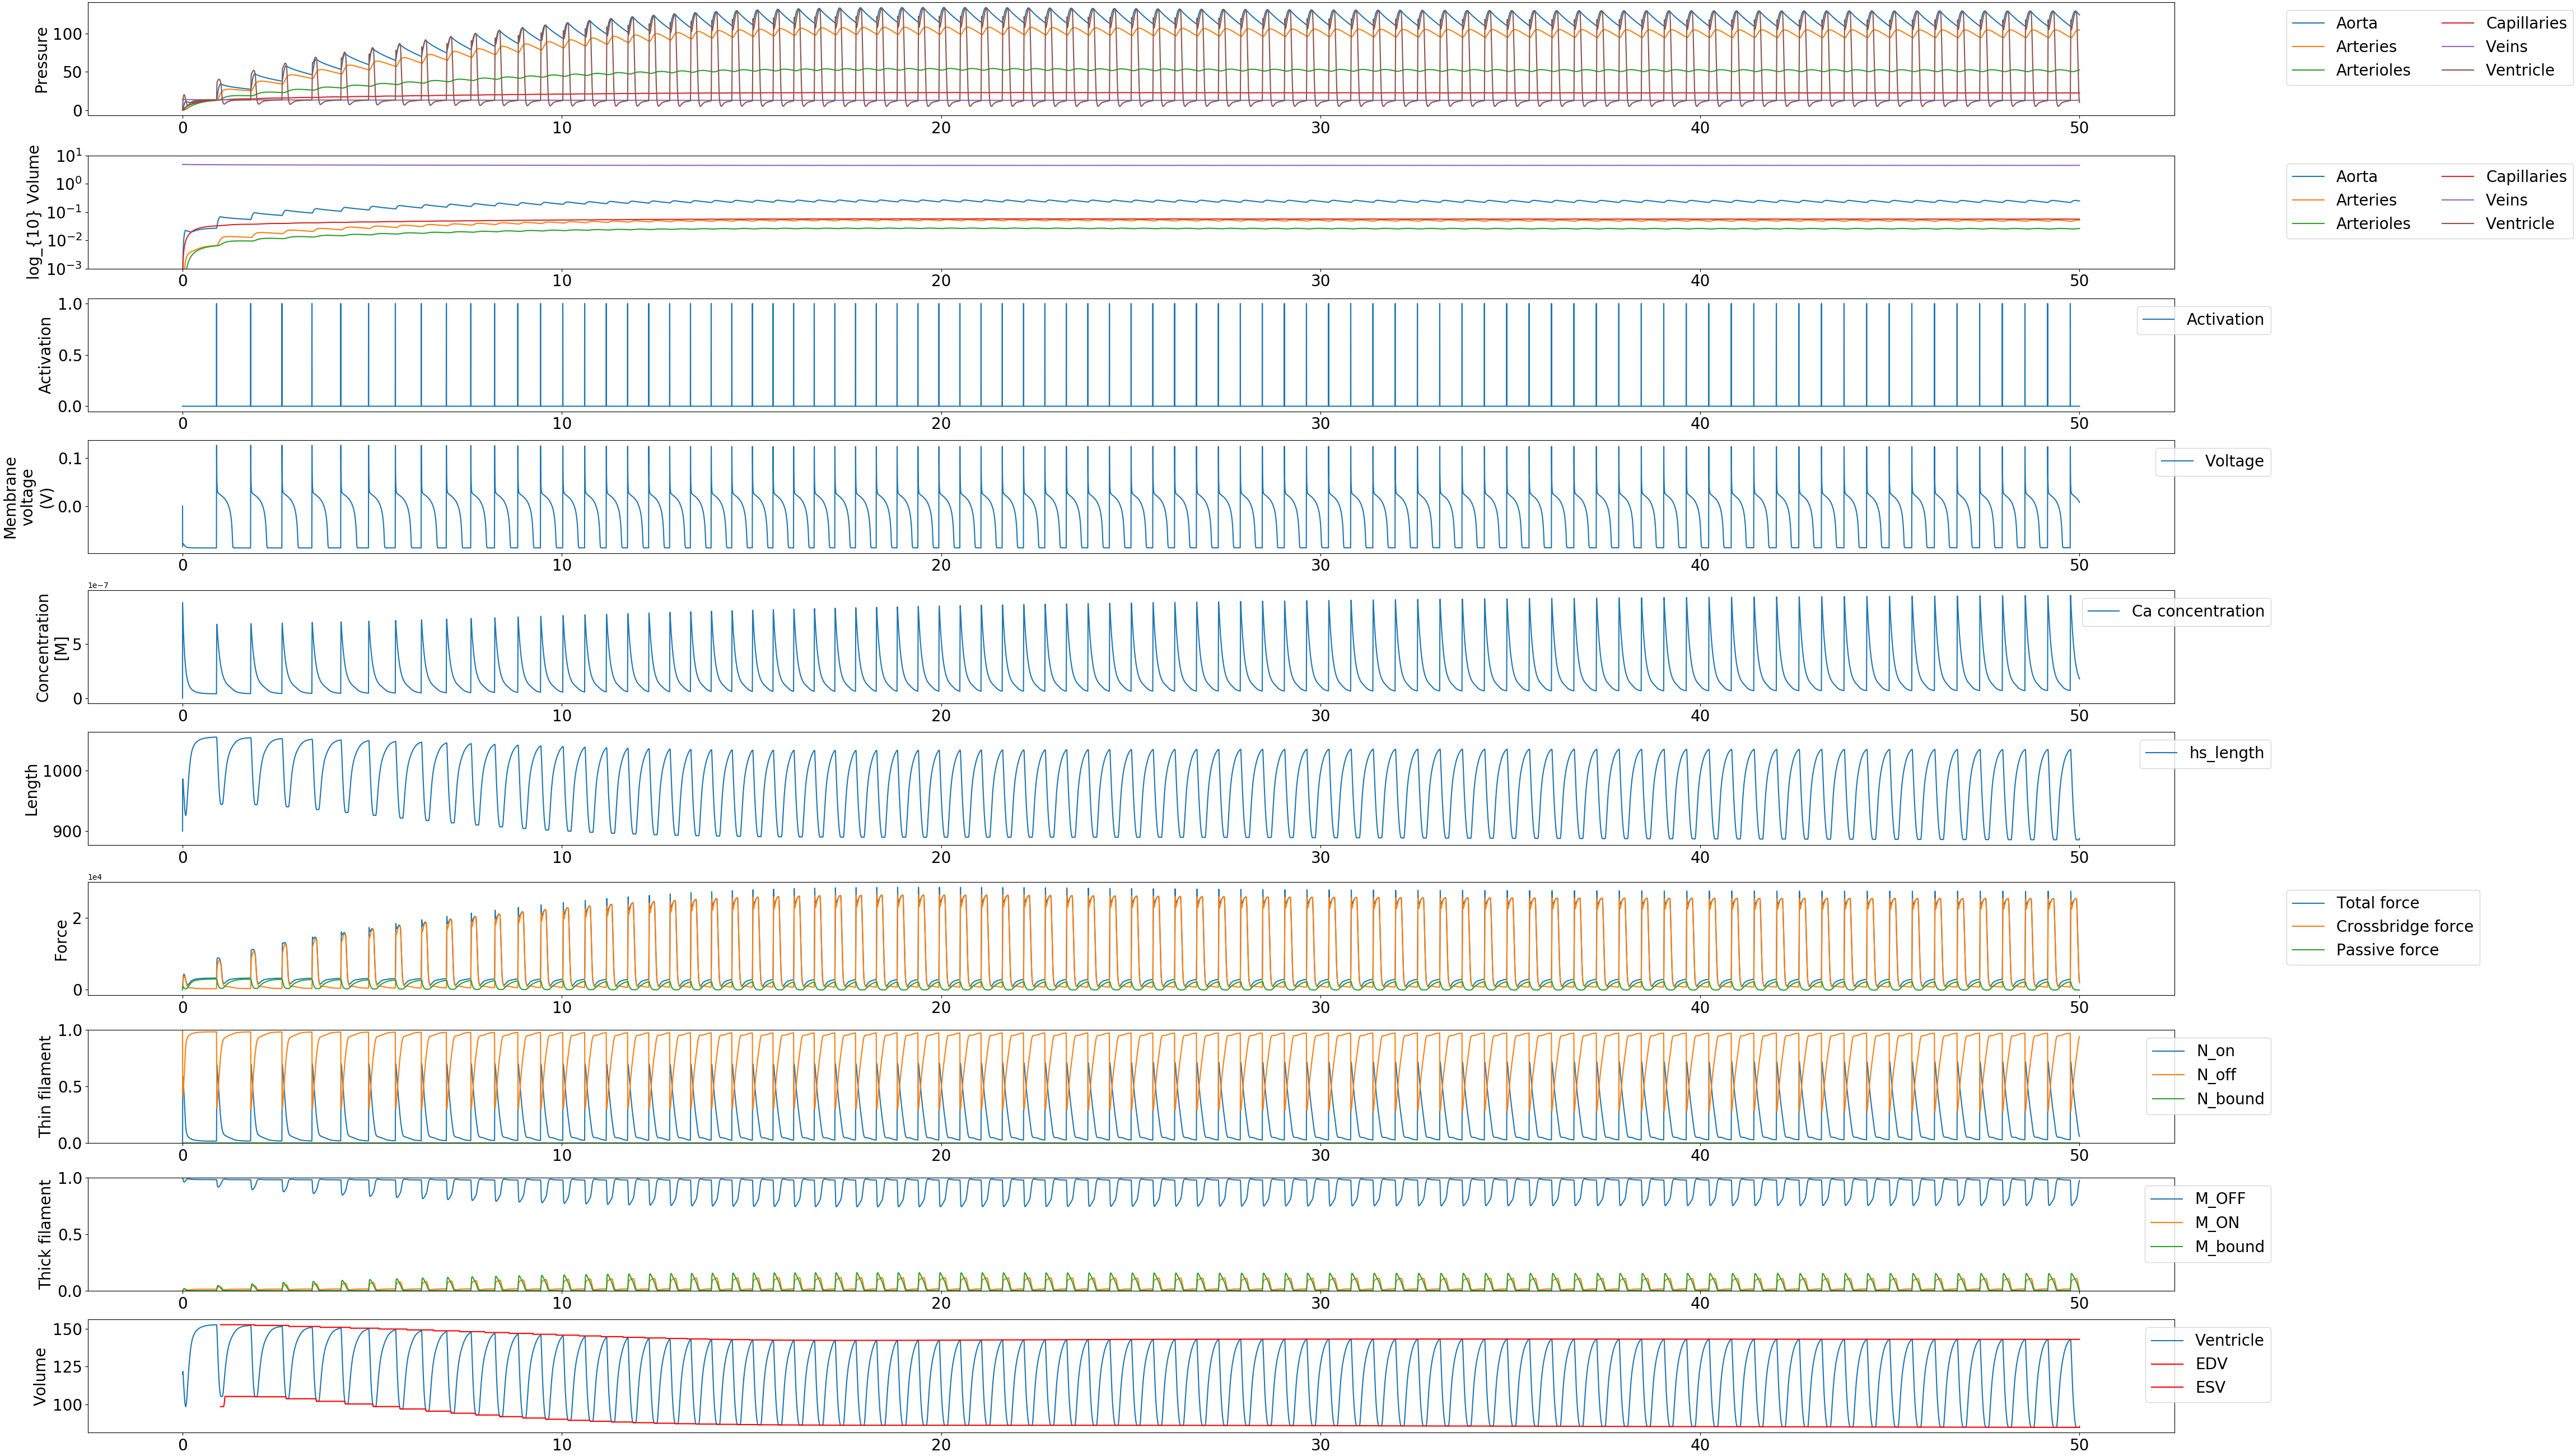 Pressure
100
50
0
0 10 20 30 40 50
Aorta Capillaries
Arteries Veins
Arterioles Ventricle
log_{10} Volume
10^1
10^0
10^-1
10^-2
10^-3
0 10 20 30 40 50
Aorta Capillaries
Arteries Veins
Arterioles Ventricle
Activation
1.0
0.5
0.0
0 10 20 30 40 50
Activation
Membrane
voltage
(V)
0.1
0.0
0 10 20 30 40 50
Voltage
1e−7
Concentration
[M]
5
0
0 10 20 30 40 50
Ca concentration
Length
1000
900
0 10 20 30 40 50
hs_length
1e4
Force
2
0
0 10 20 30 40 50
Total force
Crossbridge force
Passive force
Thin filament
1.0
0.5
0.0
0 10 20 30 40 50
N_on
N_off
N_bound
Thick filament
1.0
0.5
0.0
0 10 20 30 40 50
M_OFF
M_ON
M_bound
Volume
150
125
100
0 10 20 30 40 50
Ventricle
EDV
ESV